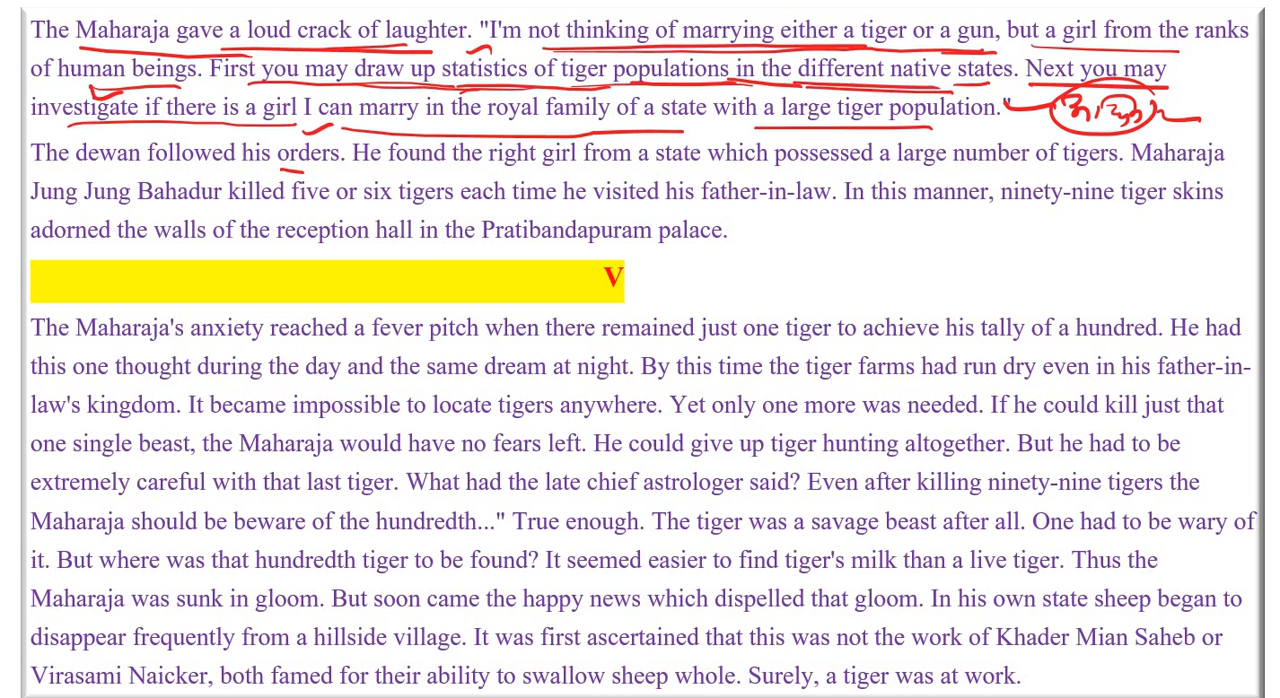 The Maharaja gave a loud crack of laughter. "I'm not thinking of marrying either a tiger or a gun, but a girl from the ranks
of human beings. First you may draw up statistics of tiger populations in the different native states. Next you may
investigate if there is a girl I can marry in the royal family of a state with a large tiger population."
The dewan followed his orders. He found the right girl from a state which possessed a large number of tigers. Maharaja
Jung Jung Bahadur killed five or six tigers each time he visited his father-in-law. In this manner, ninety-nine tiger skins
adorned the walls of the reception hall in the Pratibandapuram palace.
V
The Maharaja's anxiety reached a fever pitch when there remained just one tiger to achieve his tally of a hundred. He had
this one thought during the day and the same dream at night. By this time the tiger farms had run dry even in his father-in-
law's kingdom. It became impossible to locate tigers anywhere. Yet only one more was needed. If he could kill just that
one single beast, the Maharaja would have no fears left. He could give up tiger hunting altogether. But he had to be
extremely careful with that last tiger. What had the late chief astrologer said? Even after killing ninety-nine tigers the
Maharaja should be beware of the hundredth..." True enough. The tiger was a savage beast after all. One had to be wary of
it. But where was that hundredth tiger to be found? It seemed easier to find tiger's milk than a live tiger. Thus the
Maharaja was sunk in gloom. But soon came the happy news which dispelled that gloom. In his own state sheep began to
disappear frequently from a hillside village. It was first ascertained that this was not the work of Khader Mian Saheb or
Virasami Naicker, both famed for their ability to swallow sheep whole. Surely, a tiger was at work.